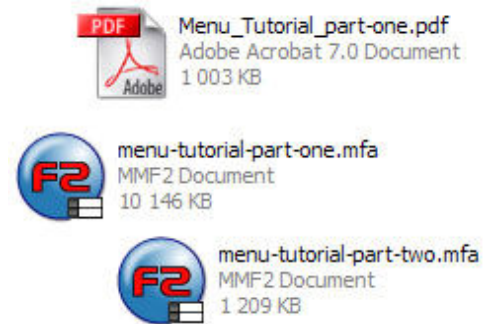 PDF
Menu_Tutorial_part-one.pdf
Adobe Acrobat 7.0 Document
1 003 KB
Adobe
menu-tutorial-part-one.mfa
MMF2 Document
10 146 KB
F2
menu-tutorial-part-two.mfa
MMF2 Document
1 209 KB
F2